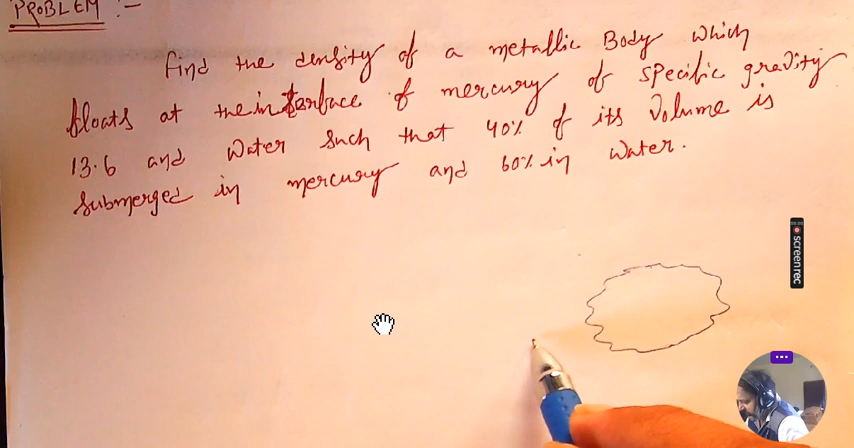 PROBLEM :-
Find the density of a metallic Body which
floats at the interface of mercury of specific gravity
13.6 and Water such that 40% of its Volume is
submerged in mercury and 60% in Water.
screenrec